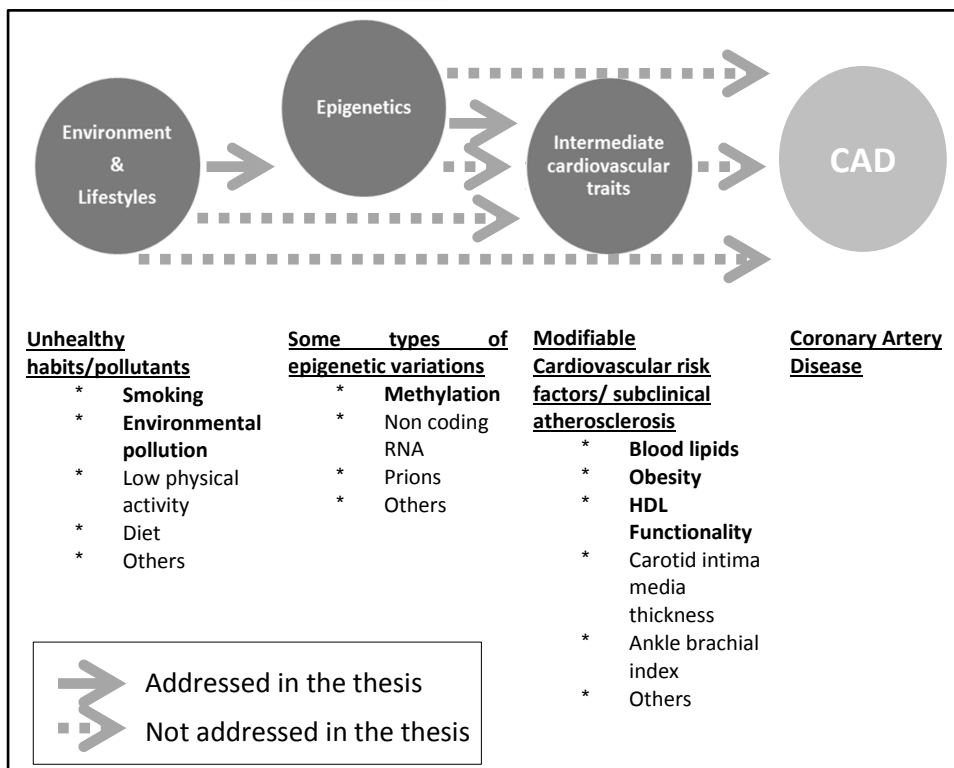 Environment
&
Lifestyles
Epigenetics
Intermediate
cardiovascular
traits
CAD
Unhealthy
habits/pollutants
* Smoking
* Environmental
pollution
* Low physical
activity
* Diet
* Others
Some types of
epigenetic variations
* Methylation
* Non coding
RNA
* Prions
* Others
Modifiable
Cardiovascular risk
factors/ subclinical
atherosclerosis
* Blood lipids
* Obesity
* HDL
Functionality
* Carotid intima
media
thickness
* Ankle brachial
index
* Others
Coronary Artery
Disease
Addressed in the thesis
Not addressed in the thesis